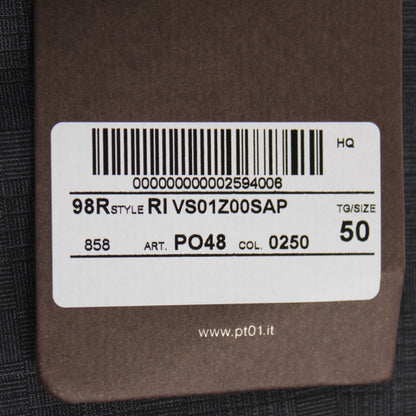 HQ
000000000002594006
98R STYLE RI VS01Z00SAP TG/SIZE
858 ART. PO48 COL. 0250 50
www.pt01.it